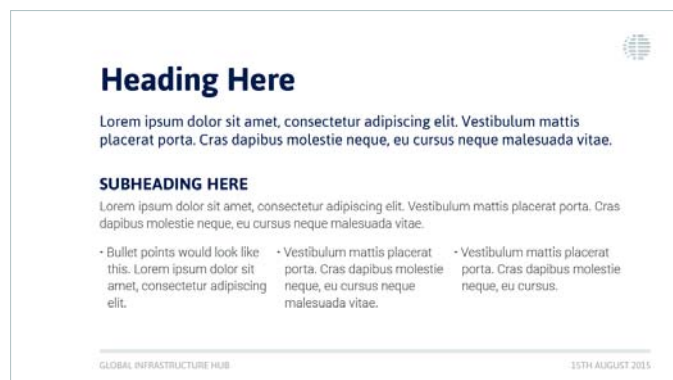 Heading Here
Lorem ipsum dolor sit amet, consectetur adipiscing elit. Vestibulum mattis
placerat porta. Cras dapibus molestie neque, eu cursus neque malesuada vitae.
SUBHEADING HERE
Lorem ipsum dolor sit amet, consectetur adipiscing elit. Vestibulum mattis placerat porta. Cras
dapibus molestie neque, eu cursus neque malesuada vitae.
· Bullet points would look like
this. Lorem ipsum dolor sit
amet, consectetur adipiscing
elit.
· Vestibulum mattis placerat
porta. Cras dapibus molestie
neque, eu cursus neque
malesuada vitae.
· Vestibulum mattis placerat
porta. Cras dapibus molestie
neque, eu cursus.
GLOBAL INFRASTRUCTURE HUB
15TH AUGUST 2015